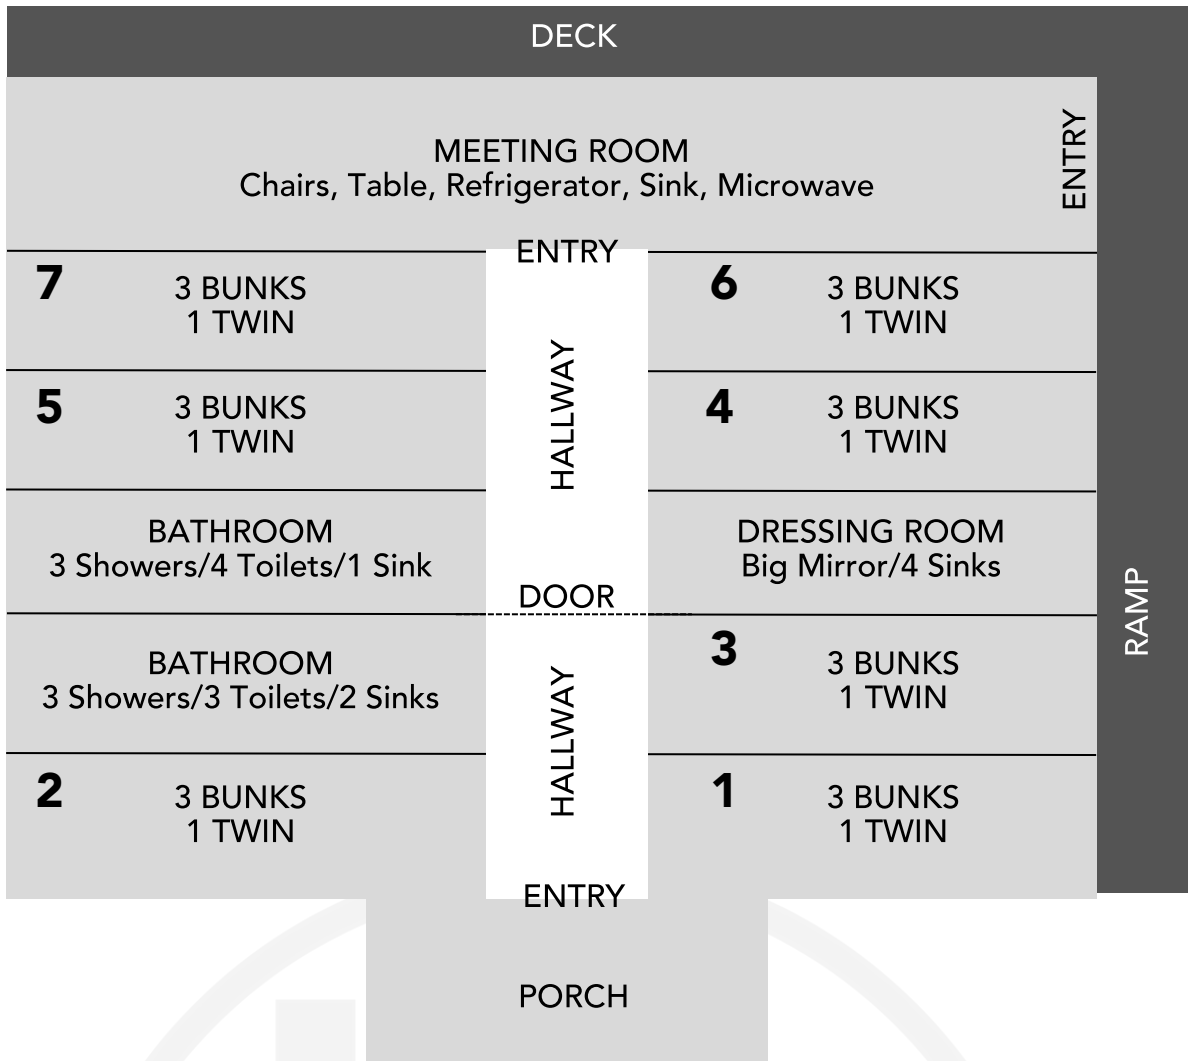 DECK
MEETING ROOM
Chairs, Table, Refrigerator, Sink, Microwave
ENTRY
ENTRY
7
3 BUNKS
1 TWIN
6
3 BUNKS
1 TWIN
HALLWAY
5
3 BUNKS
1 TWIN
4
3 BUNKS
1 TWIN
BATHROOM
3 Showers/4 Toilets/1 Sink
DRESSING ROOM
Big Mirror/4 Sinks
DOOR
RAMP
BATHROOM
3 Showers/3 Toilets/2 Sinks
3
3 BUNKS
1 TWIN
HALLWAY
2
3 BUNKS
1 TWIN
1
3 BUNKS
1 TWIN
ENTRY
PORCH